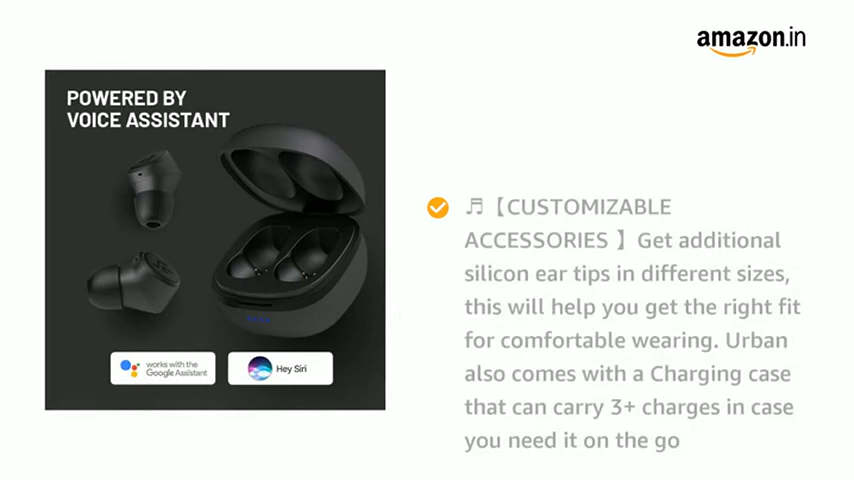 amazon.in
POWERED BY
VOICE ASSISTANT
works with the
Google Assistant
Hey Siri
♬【CUSTOMIZABLE
ACCESSORIES 】Get additional
silicon ear tips in different sizes,
this will help you get the right fit
for comfortable wearing. Urban
also comes with a Charging case
that can carry 3+ charges in case
you need it on the go